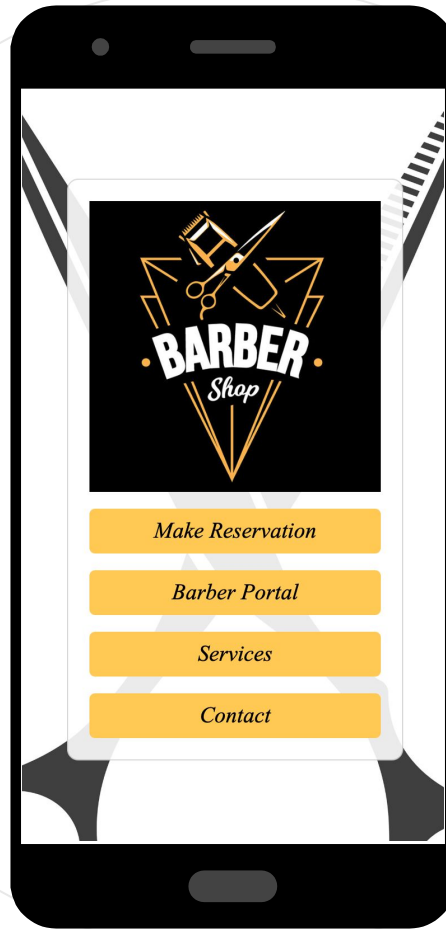 BARBER
Shop
Make Reservation
Barber Portal
Services
Contact